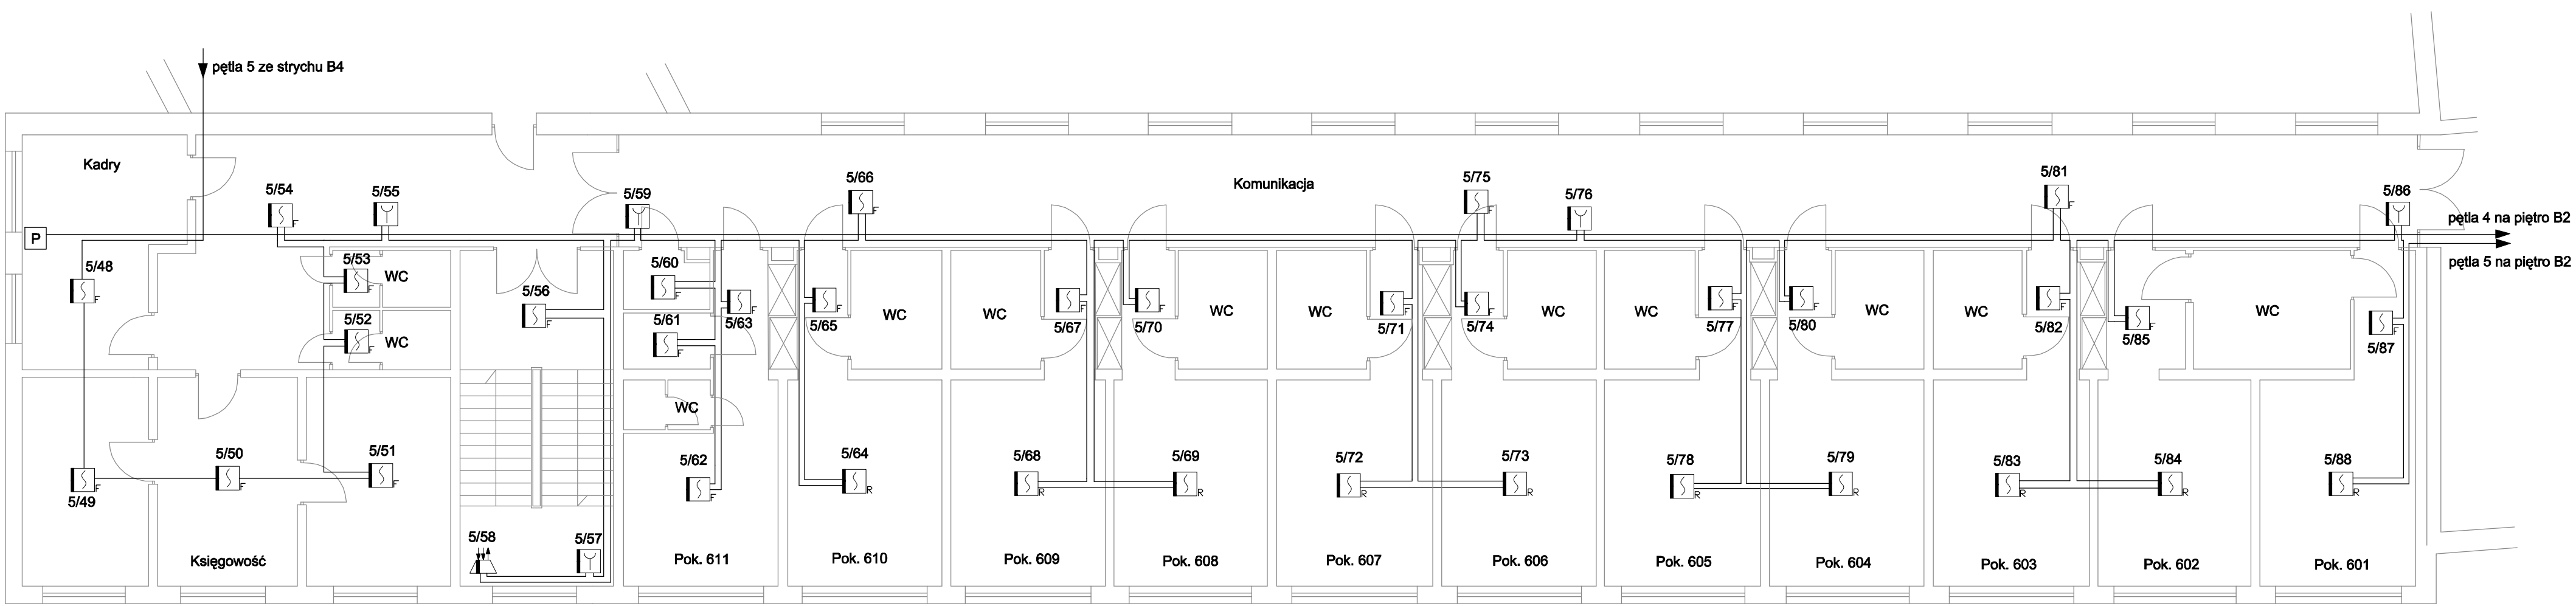 pętla 5 ze strychu B4
Kadry
Komunikacja
5/54
5/55
5/59
5/66
5/75
5/76
5/81
5/86
F
F
F
F
pętla 4 na piętro B2
P
pętla 5 na piętro B2
5/48
F
5/53
F
WC
5/56
F
5/60
F
5/63
F
5/65
F
WC
WC
5/67
F
5/70
F
WC
WC
5/71
F
5/74
F
WC
WC
5/77
F
5/80
F
WC
WC
5/82
F
5/85
F
WC
5/87
F
5/52
F
WC
5/61
F
WC
5/49
F
5/50
F
5/51
F
5/62
F
5/64
R
5/68
R
5/69
R
5/72
R
5/73
R
5/78
R
5/79
R
5/83
R
5/84
R
5/88
R
5/58
5/57
Księgowość
Pok. 611
Pok. 610
Pok. 609
Pok. 608
Pok. 607
Pok. 606
Pok. 605
Pok. 604
Pok. 603
Pok. 602
Pok. 601